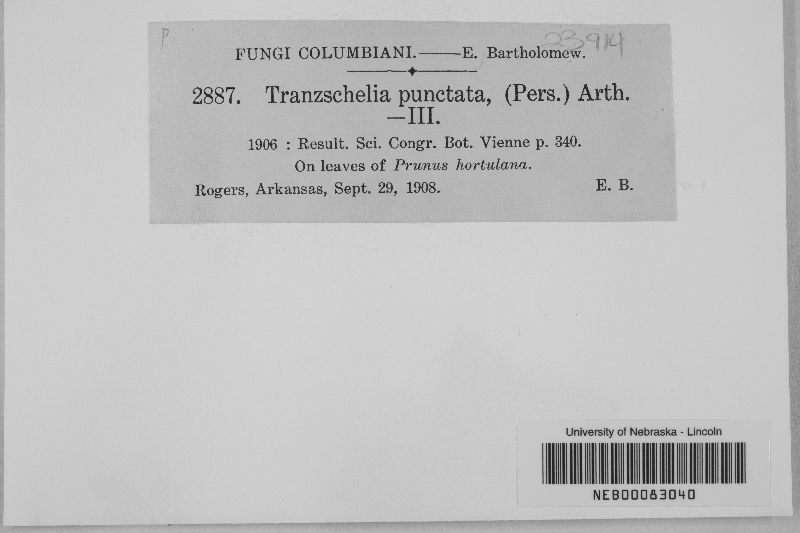 P
23914
FUNGI COLUMBIANI.——E. Bartholomew.
2887. Tranzschelia punctata, (Pers.) Arth.
—III.
1906 : Result. Sci. Congr. Bot. Vienne p. 340.
On leaves of Prunus hortulana.
Rogers, Arkansas, Sept. 29, 1908. E. B.
University of Nebraska - Lincoln
NEB00083040